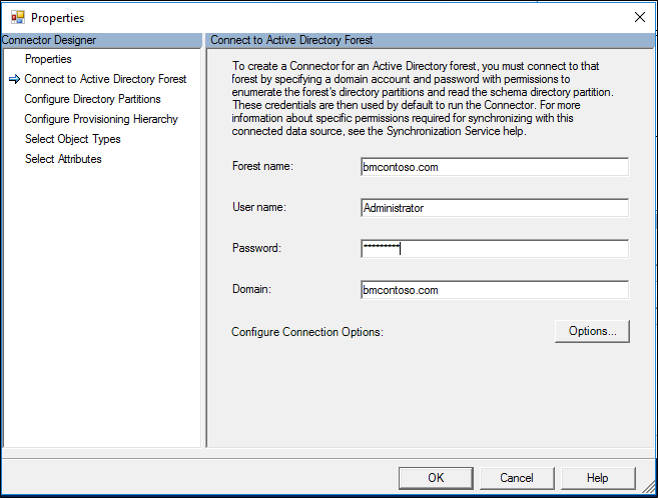 Properties
Connector Designer
Properties
Connect to Active Directory Forest
Configure Directory Partitions
Configure Provisioning Hierarchy
Select Object Types
Select Attributes
Connect to Active Directory Forest
To create a Connector for an Active Directory forest, you must connect to that
forest by specifying a domain account and password with permissions to
enumerate the forest's directory partitions and read the schema directory partition.
These credentials are then used by default to run the Connector. For more
information about specific permissions required for synchronizing with this
connected data source, see the Synchronization Service help.
Forest name: bmcontoso.com
User name: Administrator
Password: *********
Domain: bmcontoso.com
Configure Connection Options: Options...
OK Cancel Help